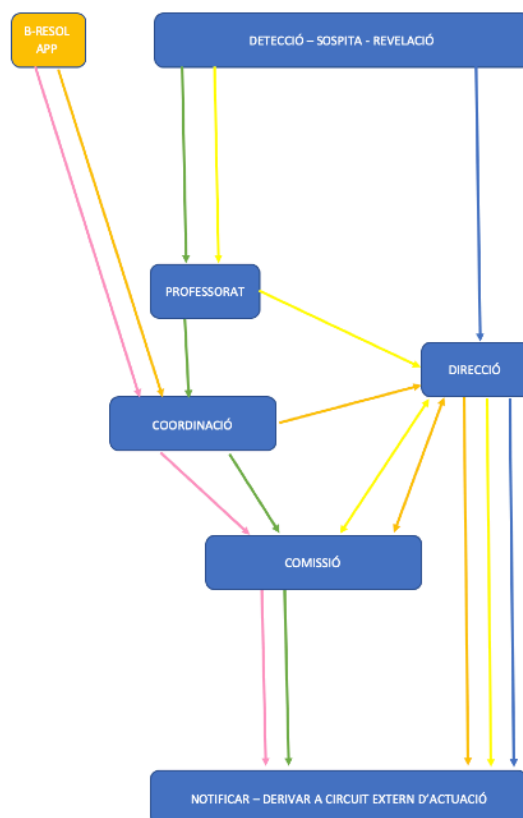 B-RESOL
APP
DETECCIÓ – SOSPITA - REVELACIÓ
PROFESSORAT
DIRECCIÓ
COORDINACIÓ
COMISSIÓ
NOTIFICAR – DERIVAR A CIRCUIT EXTERN D'ACTUACIÓ